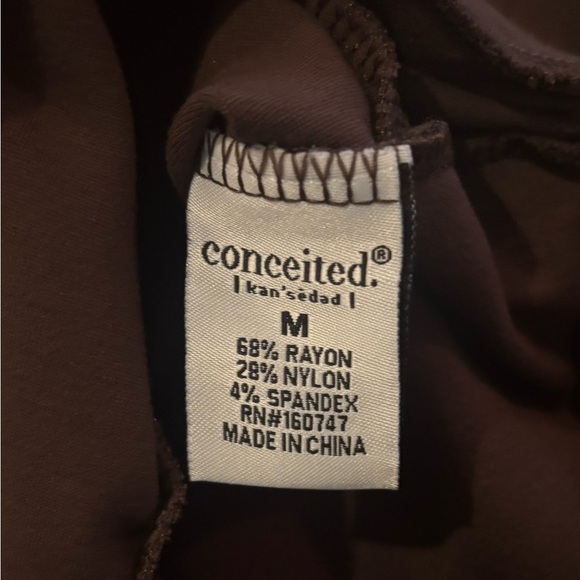 conceited.®
| kan'sēdad |
M
68% RAYON
28% NYLON
4% SPANDEX
RN#160747
MADE IN CHINA